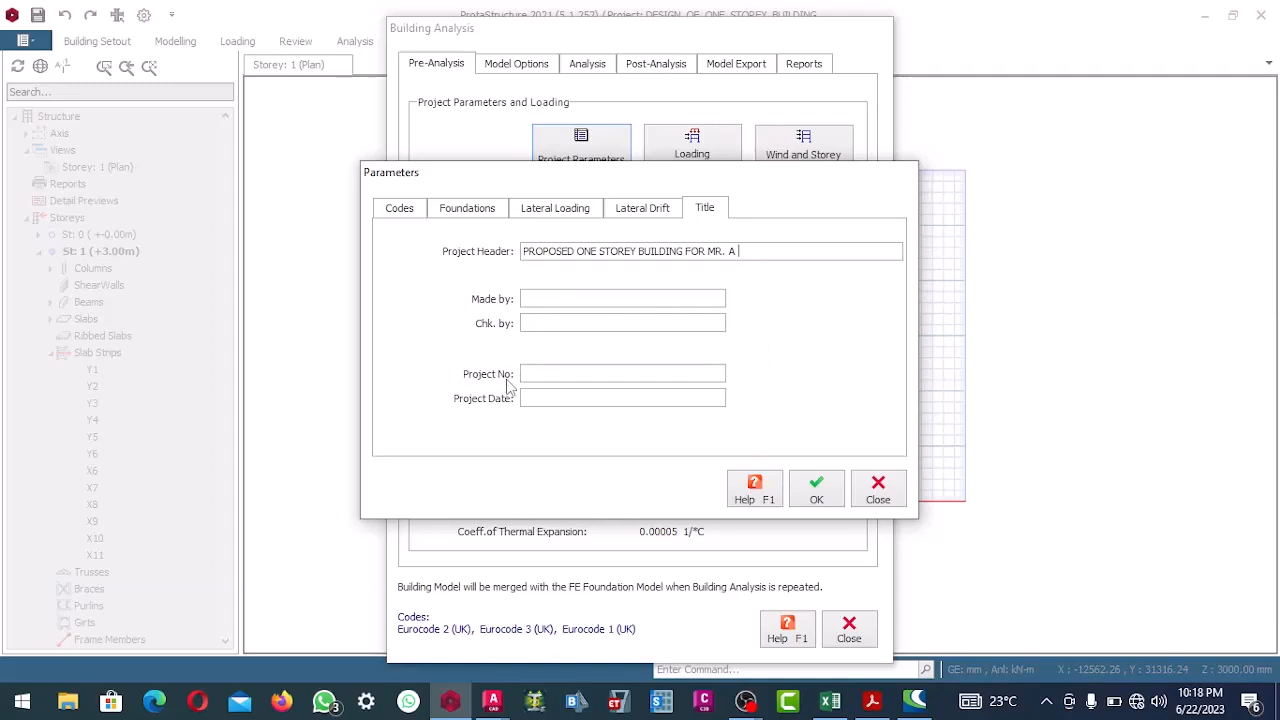 ProtaStructure 2021 (5.1.252) (Project: DESIGN_OF_ONE_STOREY_BUILDING
Building Analysis
Building Setout Modelling Loading Review Analysis
Storey: 1 (Plan)
Search...
Structure
Axis
Views
Storey: 1 (Plan)
Reports
Detail Previews
Storeys
St: 0 ( +-0.00m)
St: 1 (+3.00m)
Columns
ShearWalls
Beams
Slabs
Ribbed Slabs
Slab Strips
Y1
Y2
Y3
Y4
Y5
Y6
X6
X7
X8
X9
X10
X11
Trusses
Braces
Purlins
Girts
Frame Members
Pre-Analysis Model Options Analysis Post-Analysis Model Export Reports
Project Parameters and Loading
Project Parameters Loading Wind and Storey
Parameters
Codes Foundations Lateral Loading Lateral Drift Title
Project Header: PROPOSED ONE STOREY BUILDING FOR MR. A
Made by:
Chk. by:
Project No:
Project Date:
Help F1 OK Close
Coeff.of Thermal Expansion: 0.00005 1/°C
Building Model will be merged with the FE Foundation Model when Building Analysis is repeated.
Codes:
Eurocode 2 (UK), Eurocode 3 (UK), Eurocode 1 (UK)
Help F1 Close
Enter Command...
GE: mm , Anl: kN-m X : -12562.26 , Y : 31316.24 Z : 3000.00 mm
23°C
10:18 PM
6/22/2023